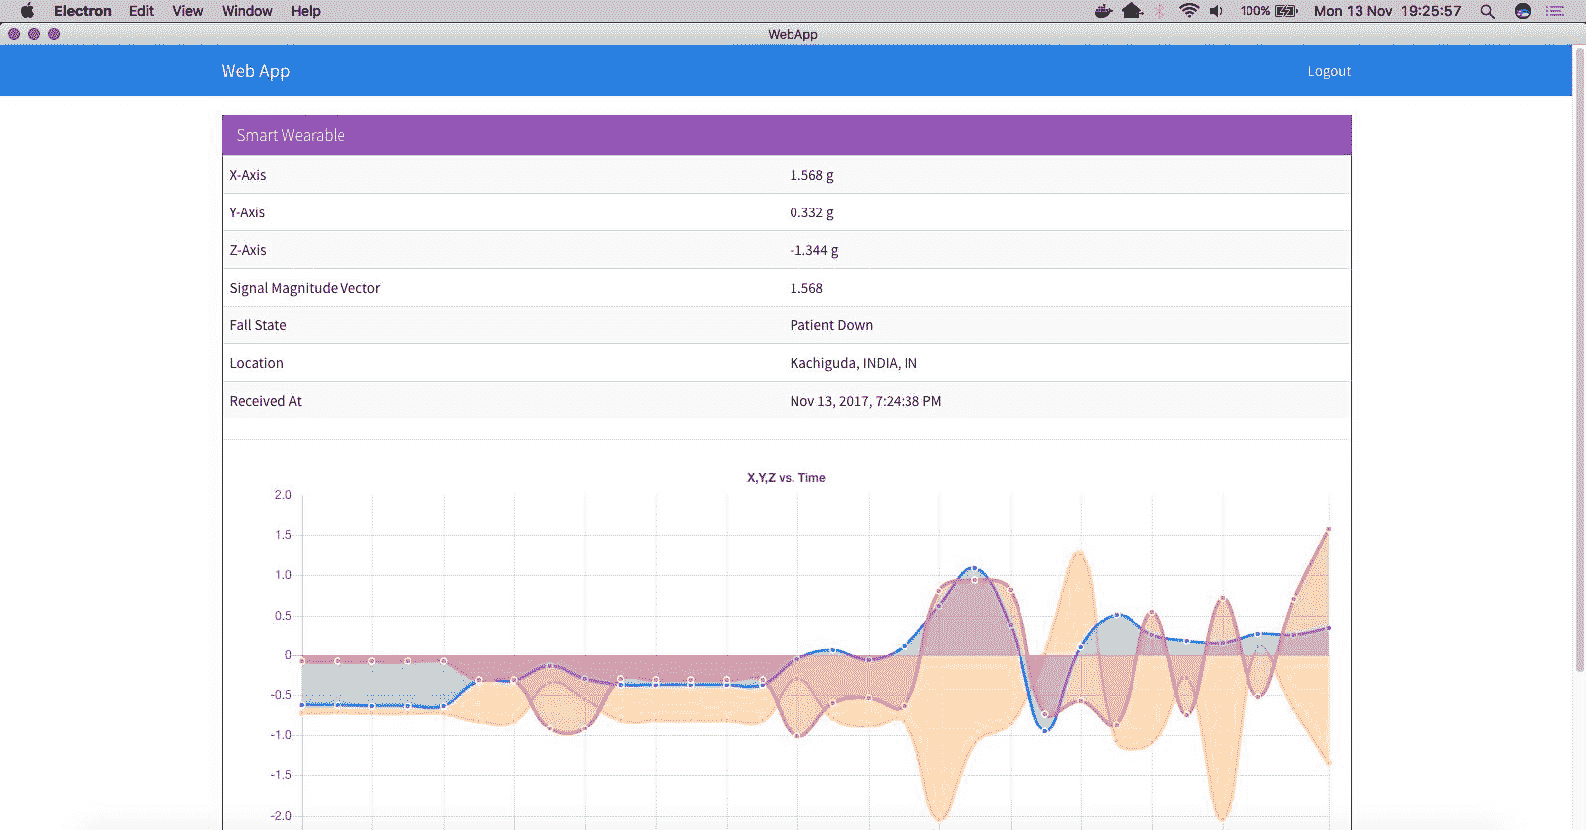 Electron Edit View Window Help 100% Mon 13 Nov 19:25:57
WebApp
Web App Logout
Smart Wearable
X-Axis 1.568 g
Y-Axis 0.332 g
Z-Axis -1.344 g
Signal Magnitude Vector 1.568
Fall State Patient Down
Location Kachiguda, INDIA, IN
Received At Nov 13, 2017, 7:24:38 PM
X,Y,Z vs. Time
2.0
1.5
1.0
0.5
0
-0.5
-1.0
-1.5
-2.0